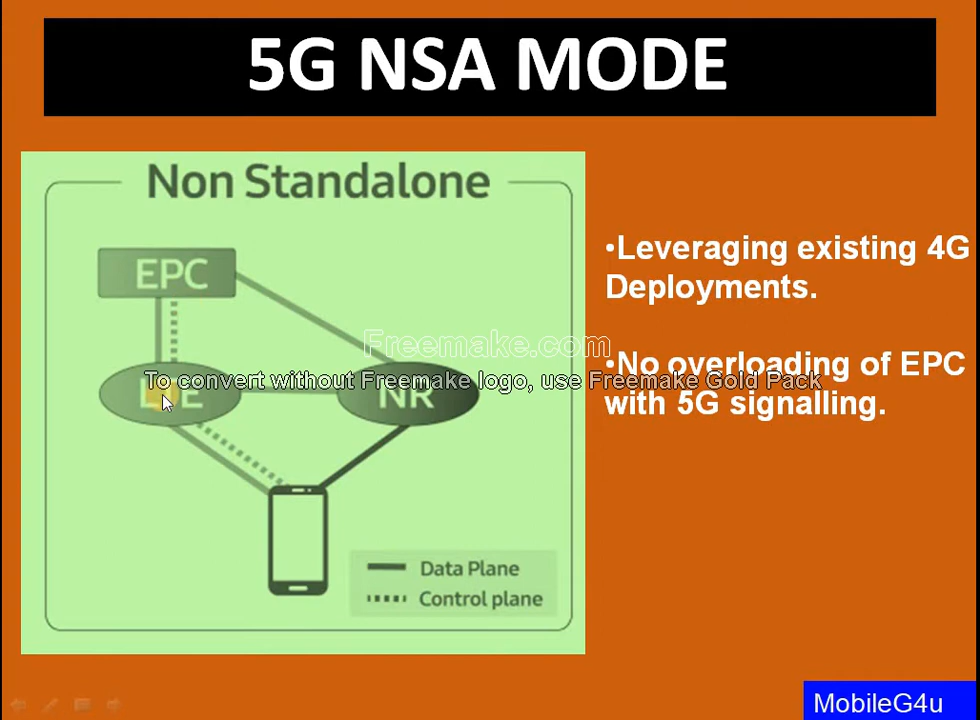 5G NSA MODE
Non Standalone
EPC
•Leveraging existing 4G
Deployments.
Freemake.com
•No overloading of EPC
To convert without Freemake logo, use Freemake Gold Pack
LTE
NR
with 5G signalling.
Data Plane
Control plane
MobileG4u